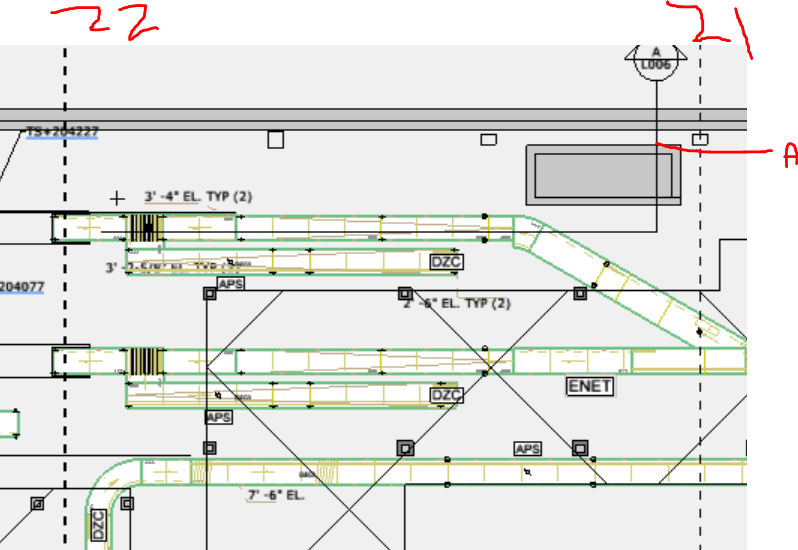 22
21
A
L006
TS+204227
A
3' -4" EL. TYP (2)
DZC
204077
APS
2' -6" EL. TYP (2)
ENET
DZC
APS
APS
7' -6" EL.
DZC